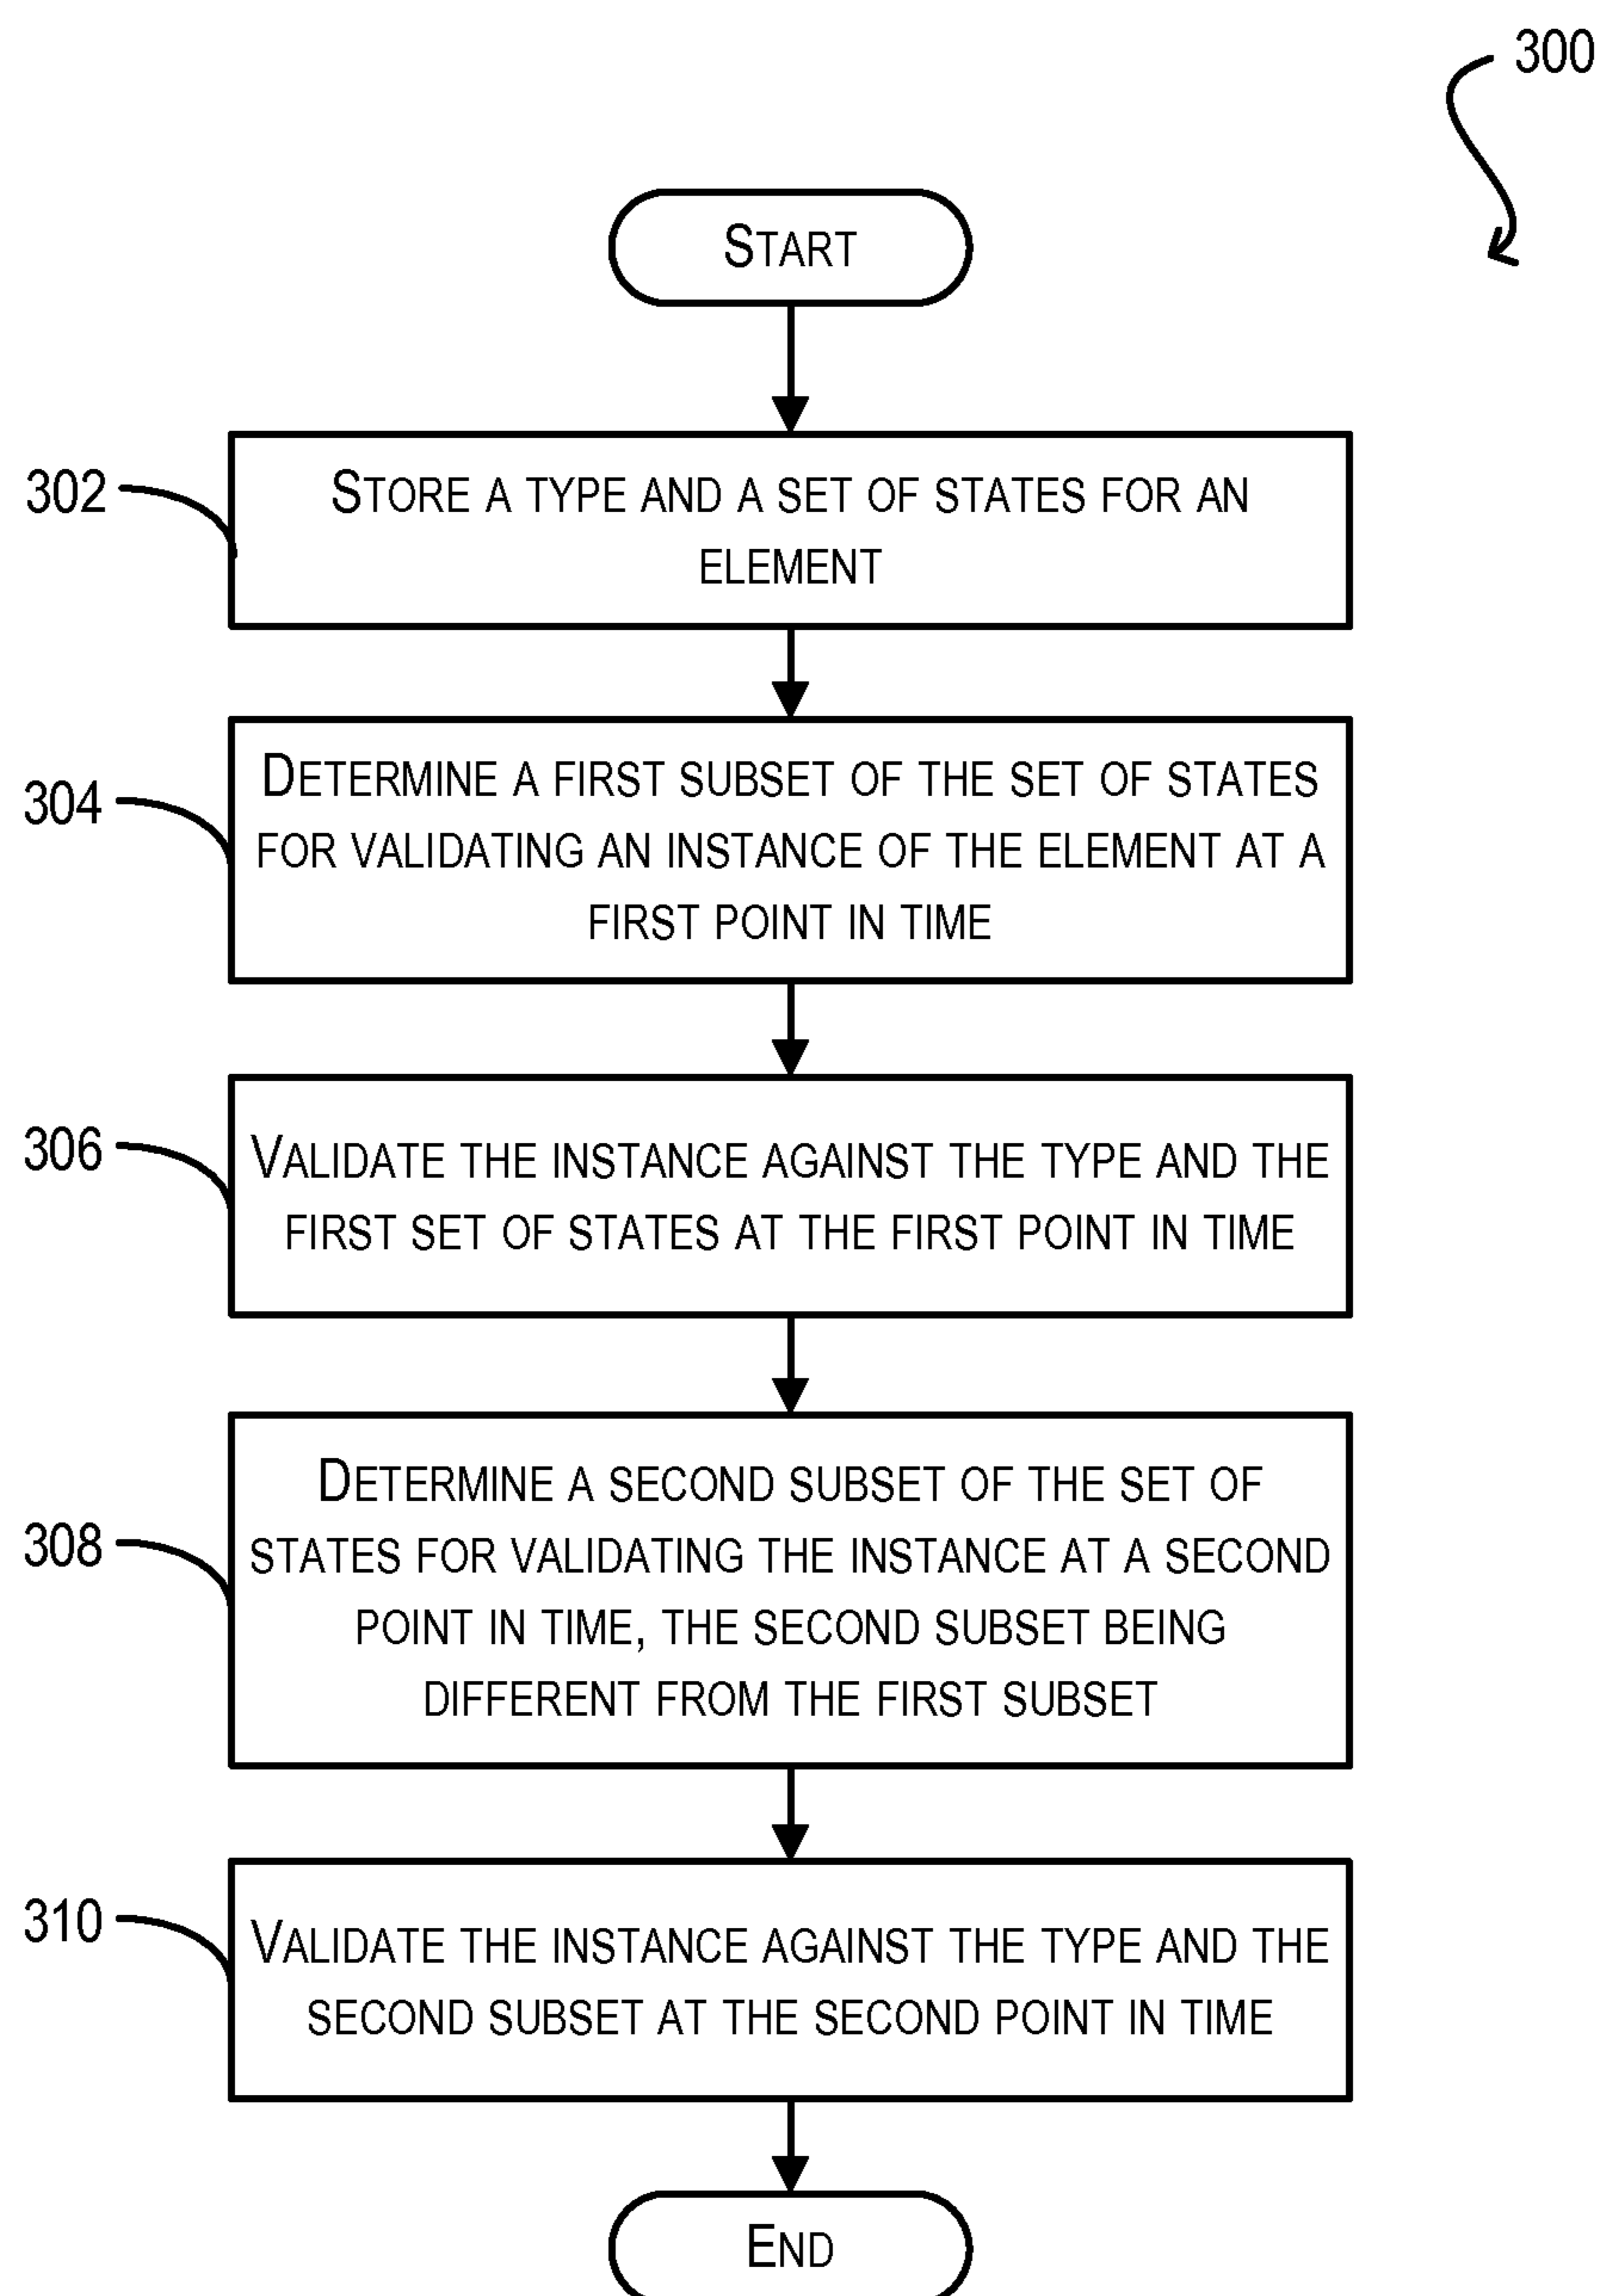 300
START
302
STORE A TYPE AND A SET OF STATES FOR AN
ELEMENT
304
DETERMINE A FIRST SUBSET OF THE SET OF STATES
FOR VALIDATING AN INSTANCE OF THE ELEMENT AT A
FIRST POINT IN TIME
306
VALIDATE THE INSTANCE AGAINST THE TYPE AND THE
FIRST SET OF STATES AT THE FIRST POINT IN TIME
308
DETERMINE A SECOND SUBSET OF THE SET OF
STATES FOR VALIDATING THE INSTANCE AT A SECOND
POINT IN TIME, THE SECOND SUBSET BEING
DIFFERENT FROM THE FIRST SUBSET
310
VALIDATE THE INSTANCE AGAINST THE TYPE AND THE
SECOND SUBSET AT THE SECOND POINT IN TIME
END